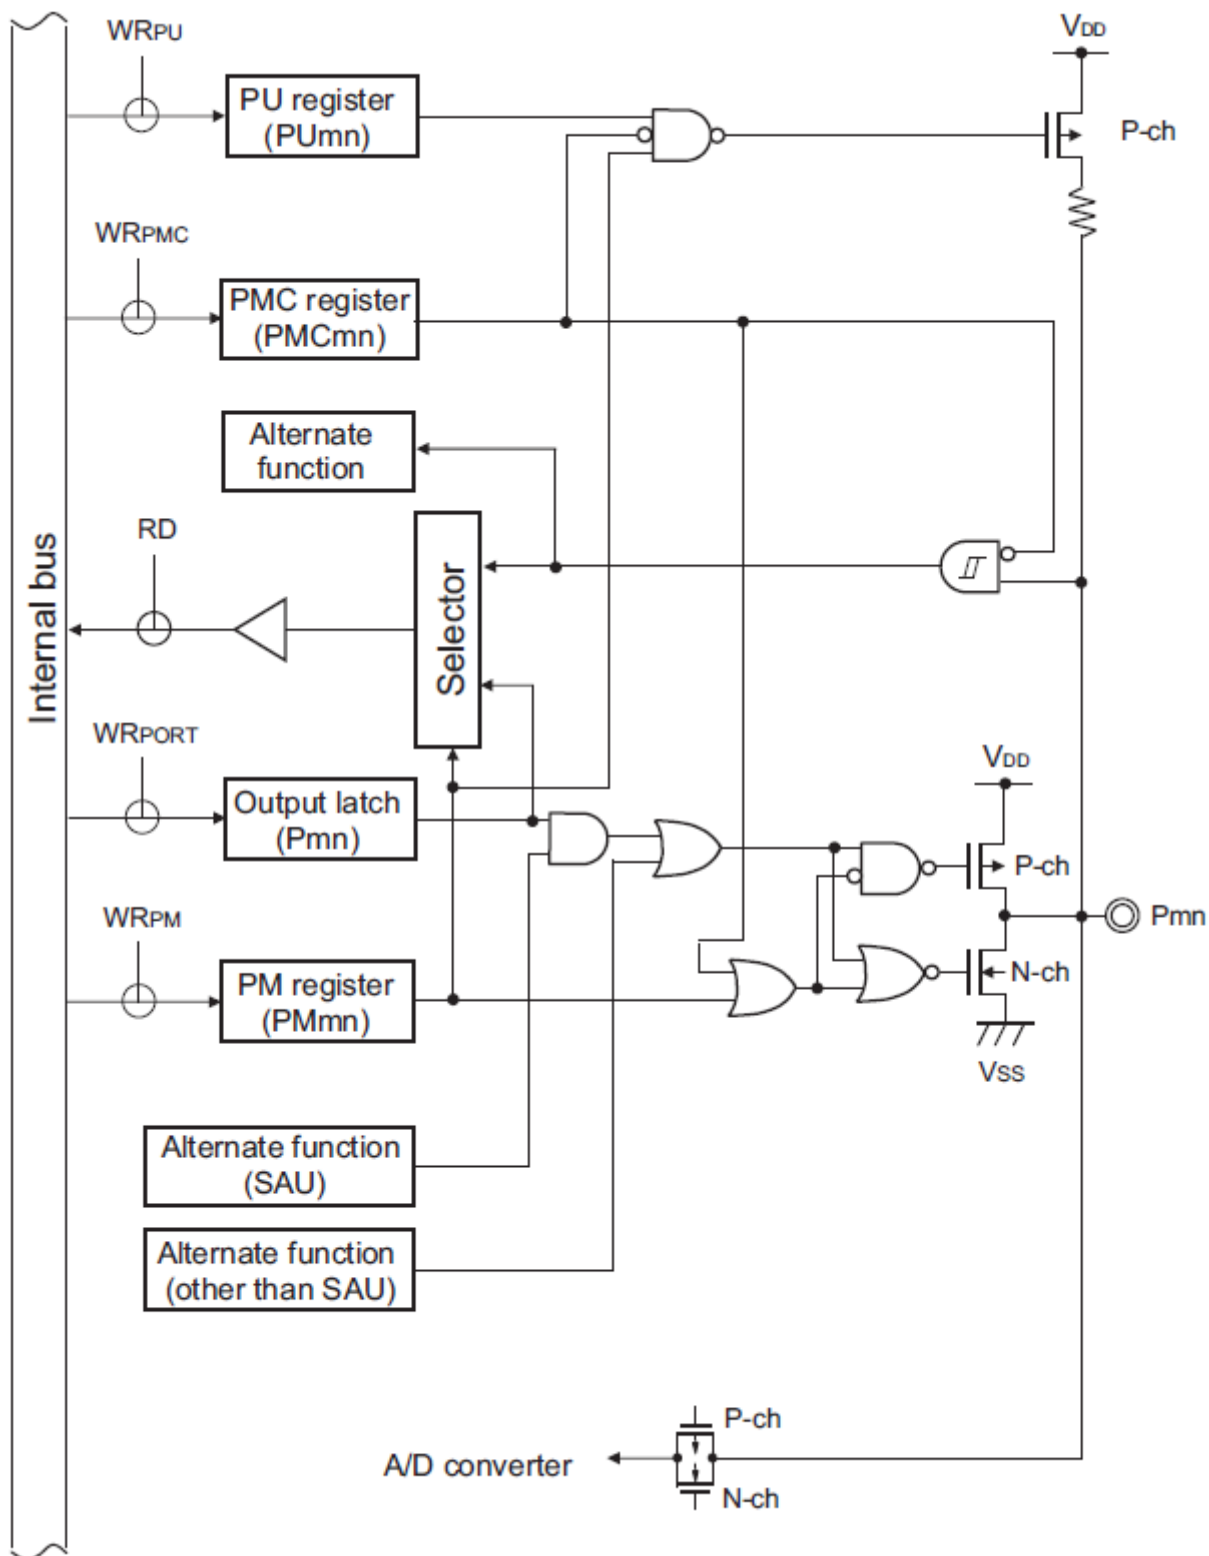 WRPU
VDD
PU register
(PUmn)
P-ch
WRPMC
PMC register
(PMCmn)
Alternate
function
RD
Internal bus
Selector
WRPORT
VDD
Output latch
(Pmn)
P-ch
WRPM
Pmn
N-ch
PM register
(PMmn)
VSS
Alternate function
(SAU)
Alternate function
(other than SAU)
P-ch
A/D converter
N-ch